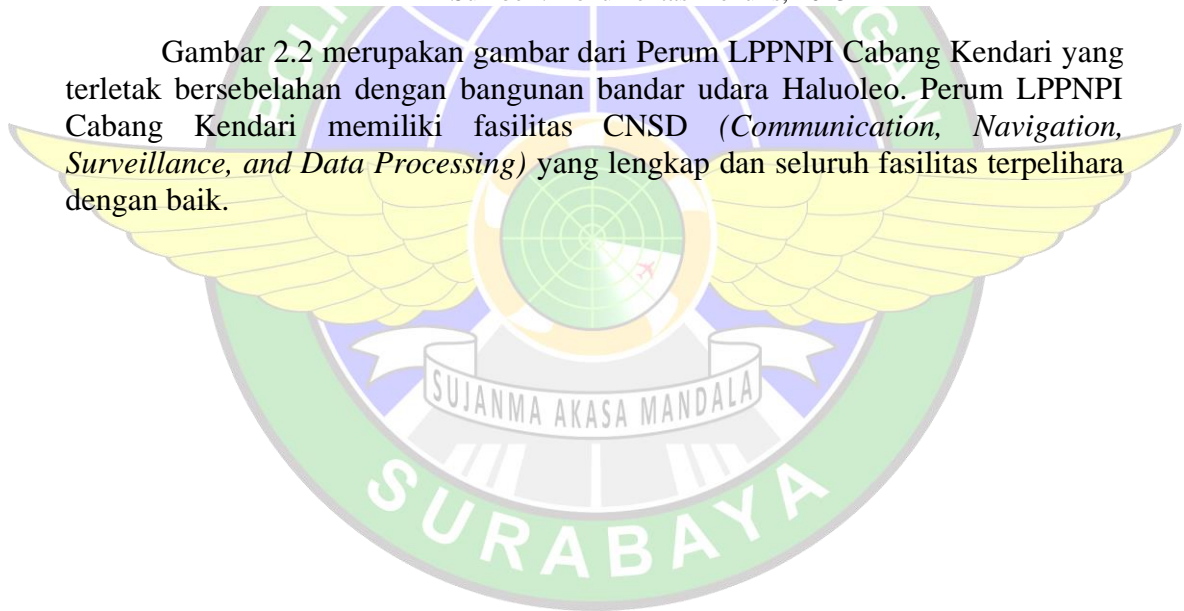 Gambar 2.2 merupakan gambar dari Perum LPPNPI Cabang Kendari yang
terletak bersebelahan dengan bangunan bandar udara Haluoleo. Perum LPPNPI
Cabang Kendari memiliki fasilitas CNSD (Communication, Navigation,
Surveillance, and Data Processing) yang lengkap dan seluruh fasilitas terpelihara
dengan baik.
SUJANMA AKASA MANDALA
SURABAYA